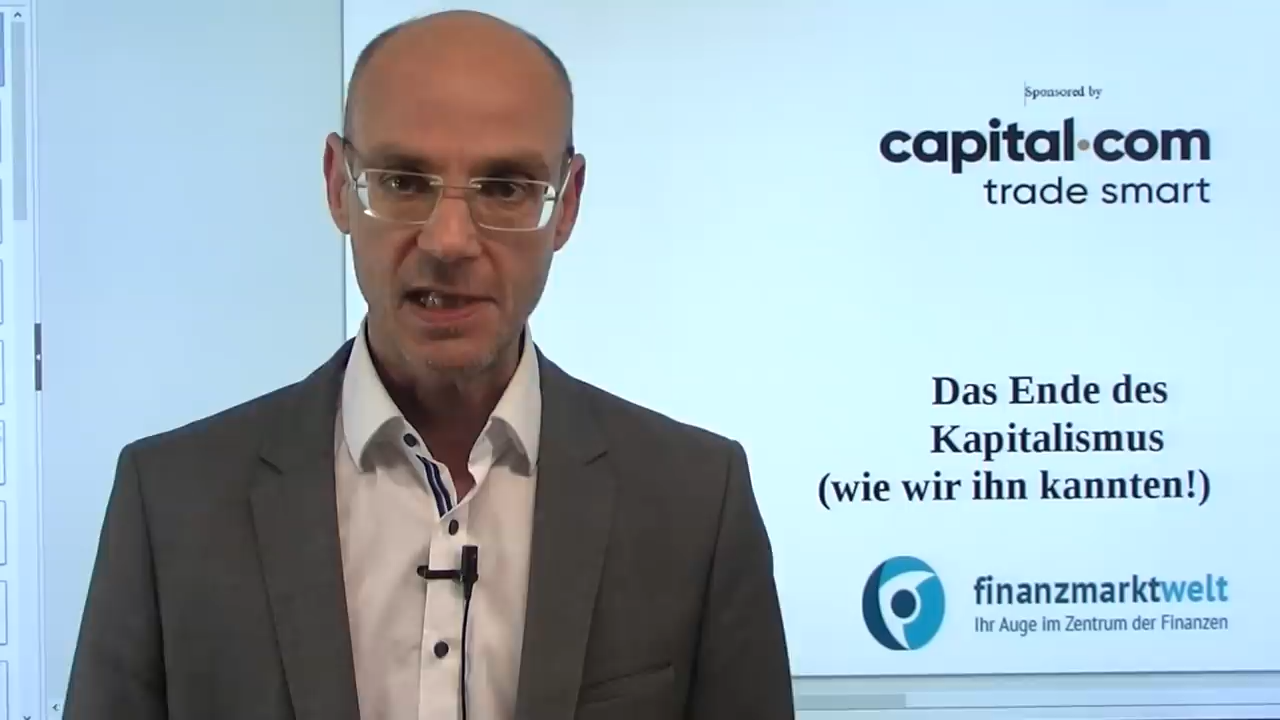 Sponsored by
capital·com
trade smart
Das Ende des
Kapitalismus
(wie wir ihn kannten!)
finanzmarktwelt
Ihr Auge im Zentrum der Finanzen